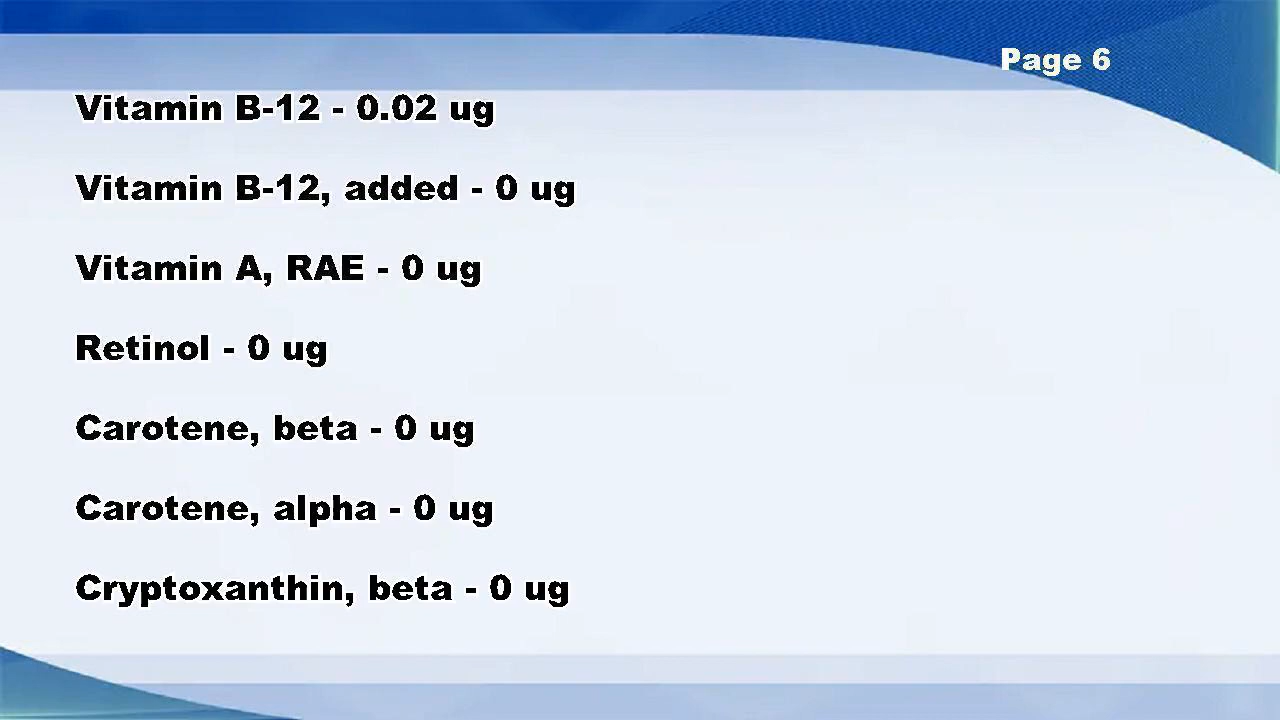 Page 6
Vitamin B-12 - 0.02 ug
Vitamin B-12, added - 0 ug
Vitamin A, RAE - 0 ug
Retinol - 0 ug
Carotene, beta - 0 ug
Carotene, alpha - 0 ug
Cryptoxanthin, beta - 0 ug